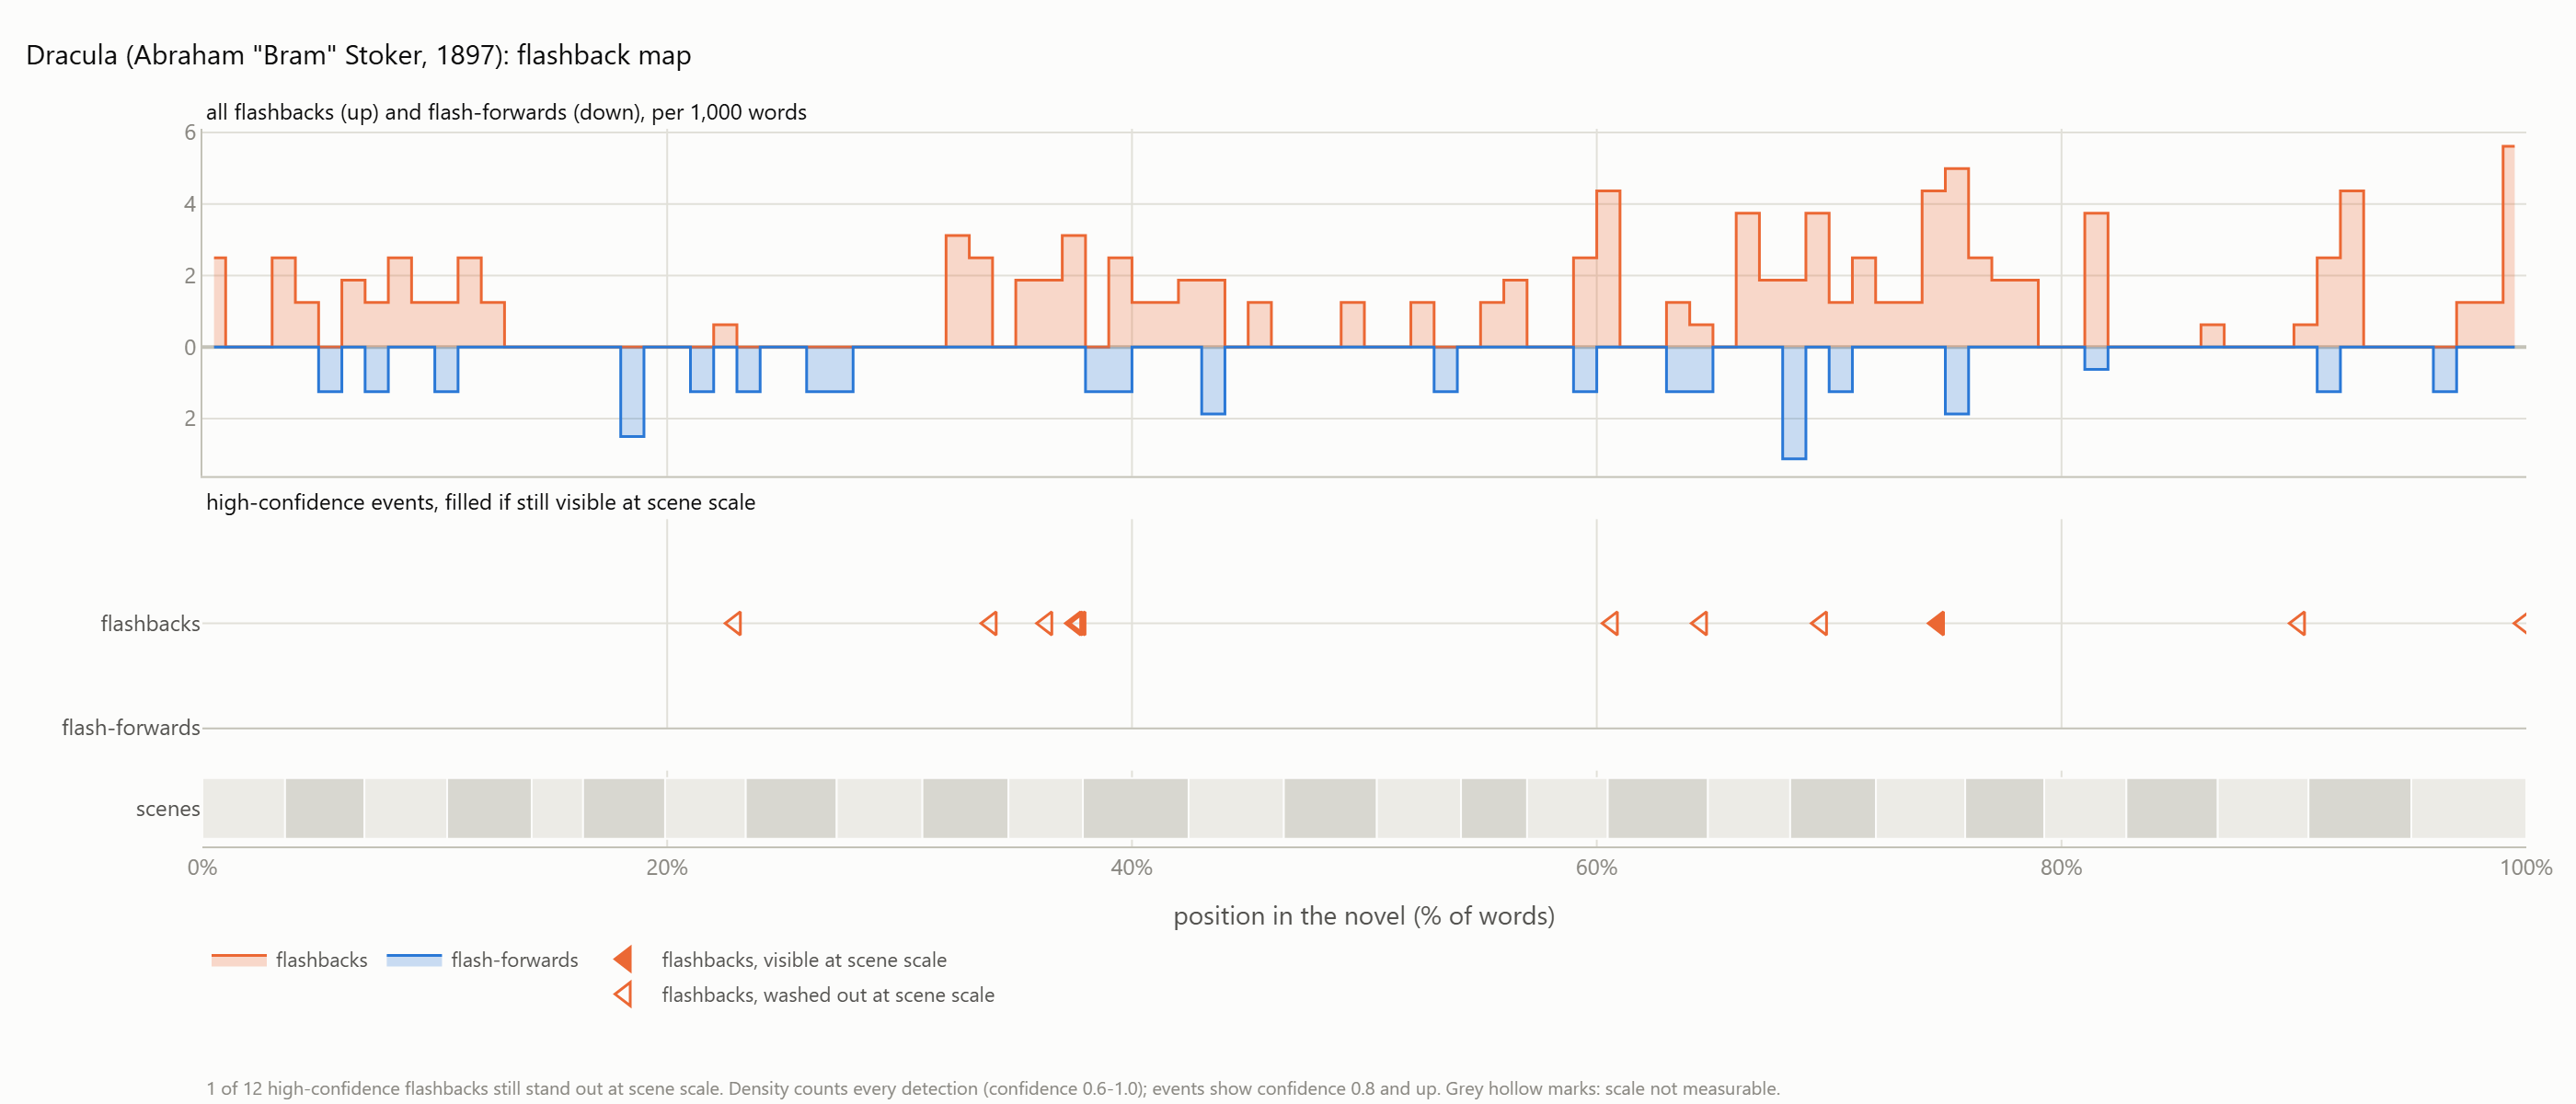 Dracula (Abraham "Bram" Stoker, 1897): flashback map
all flashbacks (up) and flash-forwards (down), per 1,000 words
6
4
2
0
2
high-confidence events, filled if still visible at scene scale
flashbacks
flash-forwards
scenes
0% 20% 40% 60% 80% 100%
position in the novel (% of words)
flashbacks flash-forwards flashbacks, visible at scene scale
flashbacks, washed out at scene scale
1 of 12 high-confidence flashbacks still stand out at scene scale. Density counts every detection (confidence 0.6-1.0); events show confidence 0.8 and up. Grey hollow marks: scale not measurable.